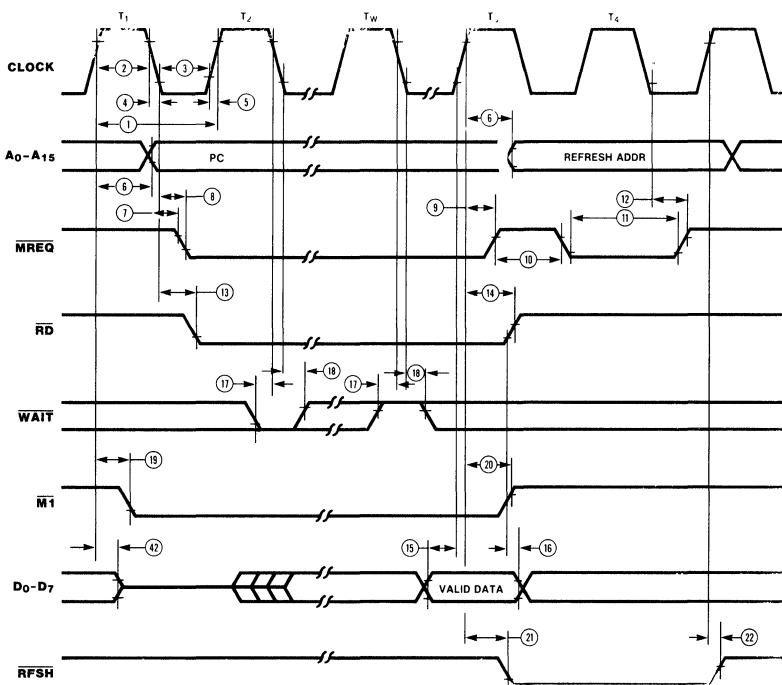 T1 T2 TW T3 T4
CLOCK
2 3
4 5
1 6
A0–A15 PC REFRESH ADDR
6 8 12
7 9 11
MREQ
10
13 14
RD
17 18 17 18
WAIT
19 20
M1
42 15 16
D0–D7 VALID DATA
21 22
RFSH